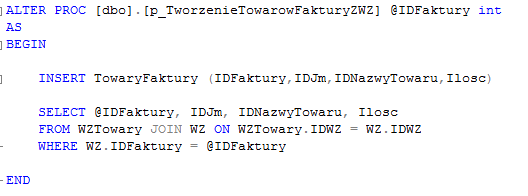 ALTER PROC [dbo].[p_TworzenieTowarowFakturyZWZ] @IDFaktury int
AS
BEGIN
INSERT TowaryFaktury (IDFaktury,IDJm,IDNazwyTowaru,Ilosc)
SELECT @IDFaktury, IDJm, IDNazwyTowaru, Ilosc
FROM WZTowary JOIN WZ ON WZTowary.IDWZ = WZ.IDWZ
WHERE WZ.IDFaktury = @IDFaktury
END